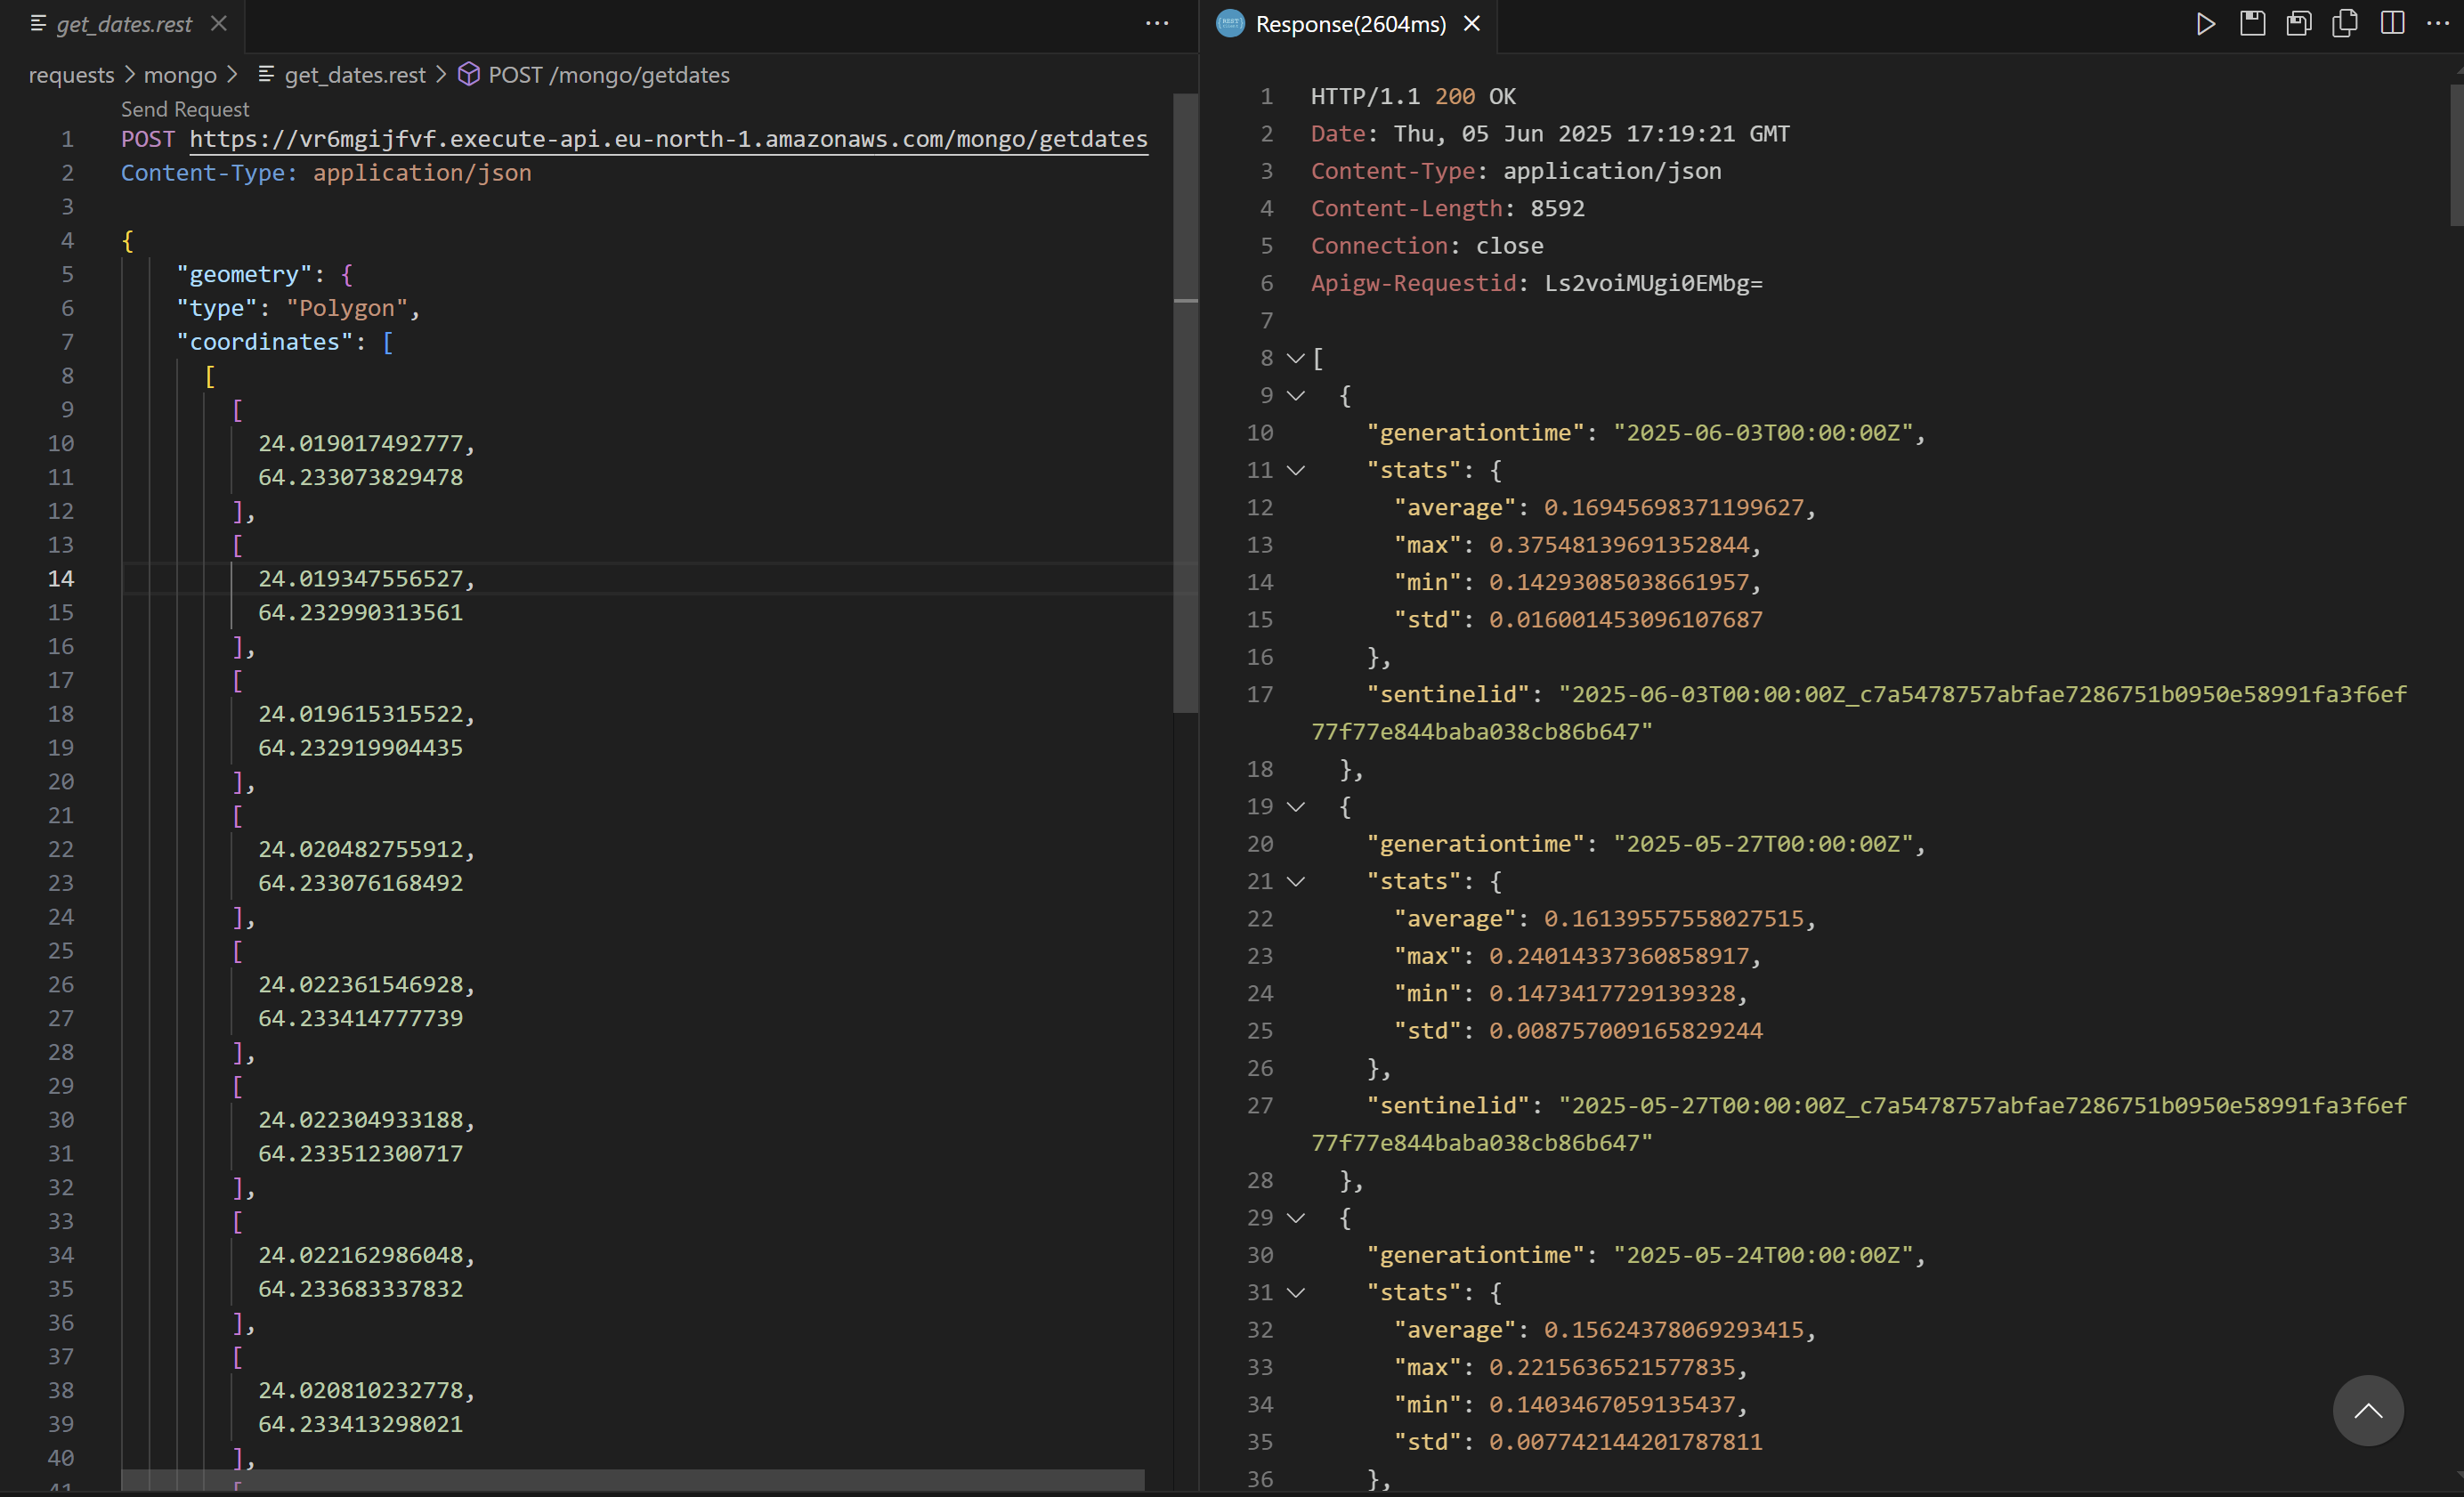 get_dates.rest
requests > mongo > get_dates.rest > POST /mongo/getdates
Send Request
1 POST https://vr6mgijfvf.execute-api.eu-north-1.amazonaws.com/mongo/getdates
2 Content-Type: application/json
3
4 {
5 "geometry": {
6 "type": "Polygon",
7 "coordinates": [
8 [
9 [
10 24.019017492777,
11 64.233073829478
12 ],
13 [
14 24.019347556527,
15 64.232990313561
16 ],
17 [
18 24.019615315522,
19 64.232919904435
20 ],
21 [
22 24.020482755912,
23 64.233076168492
24 ],
25 [
26 24.022361546928,
27 64.233414777739
28 ],
29 [
30 24.022304933188,
31 64.233512300717
32 ],
33 [
34 24.022162986048,
35 64.233683337832
36 ],
37 [
38 24.020810232778,
39 64.233413298021
40 ],
41 [
Response(2604ms)
1 HTTP/1.1 200 OK
2 Date: Thu, 05 Jun 2025 17:19:21 GMT
3 Content-Type: application/json
4 Content-Length: 8592
5 Connection: close
6 Apigw-Requestid: Ls2voiMUgi0EMbg=
7
8 [
9 {
10 "generationtime": "2025-06-03T00:00:00Z",
11 "stats": {
12 "average": 0.16945698371199627,
13 "max": 0.37548139691352844,
14 "min": 0.14293085038661957,
15 "std": 0.016001453096107687
16 },
17 "sentinelid": "2025-06-03T00:00:00Z_c7a5478757abfae7286751b0950e58991fa3f6ef
77f77e844baba038cb86b647"
18 },
19 {
20 "generationtime": "2025-05-27T00:00:00Z",
21 "stats": {
22 "average": 0.16139557558027515,
23 "max": 0.24014337360858917,
24 "min": 0.1473417729139328,
25 "std": 0.008757009165829244
26 },
27 "sentinelid": "2025-05-27T00:00:00Z_c7a5478757abfae7286751b0950e58991fa3f6ef
77f77e844baba038cb86b647"
28 },
29 {
30 "generationtime": "2025-05-24T00:00:00Z",
31 "stats": {
32 "average": 0.15624378069293415,
33 "max": 0.2215636521577835,
34 "min": 0.1403467059135437,
35 "std": 0.007742144201787811
36 },